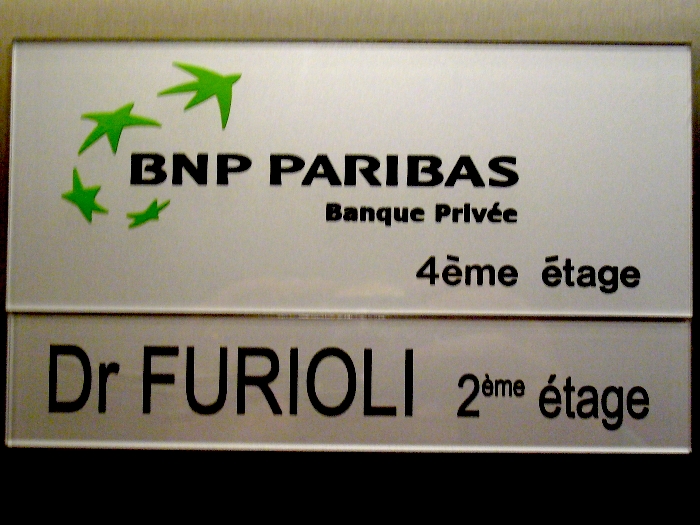 BNP PARIBAS
Banque Privée
4ème étage
Dr FURIOLI 2ème étage